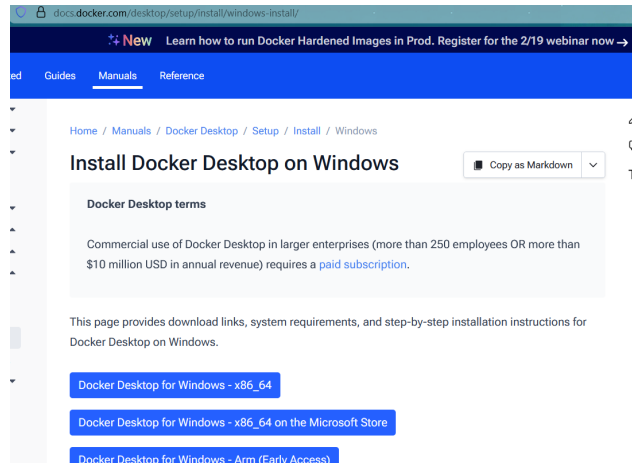 docs.docker.com/desktop/setup/install/windows-install/
New Learn how to run Docker Hardened Images in Prod. Register for the 2/19 webinar now →
ed Guides Manuals Reference
Home / Manuals / Docker Desktop / Setup / Install / Windows
Install Docker Desktop on Windows
Copy as Markdown
Docker Desktop terms
Commercial use of Docker Desktop in larger enterprises (more than 250 employees OR more than
$10 million USD in annual revenue) requires a paid subscription.
This page provides download links, system requirements, and step-by-step installation instructions for
Docker Desktop on Windows.
Docker Desktop for Windows - x86_64
Docker Desktop for Windows - x86_64 on the Microsoft Store
Docker Desktop for Windows - Arm (Early Access)